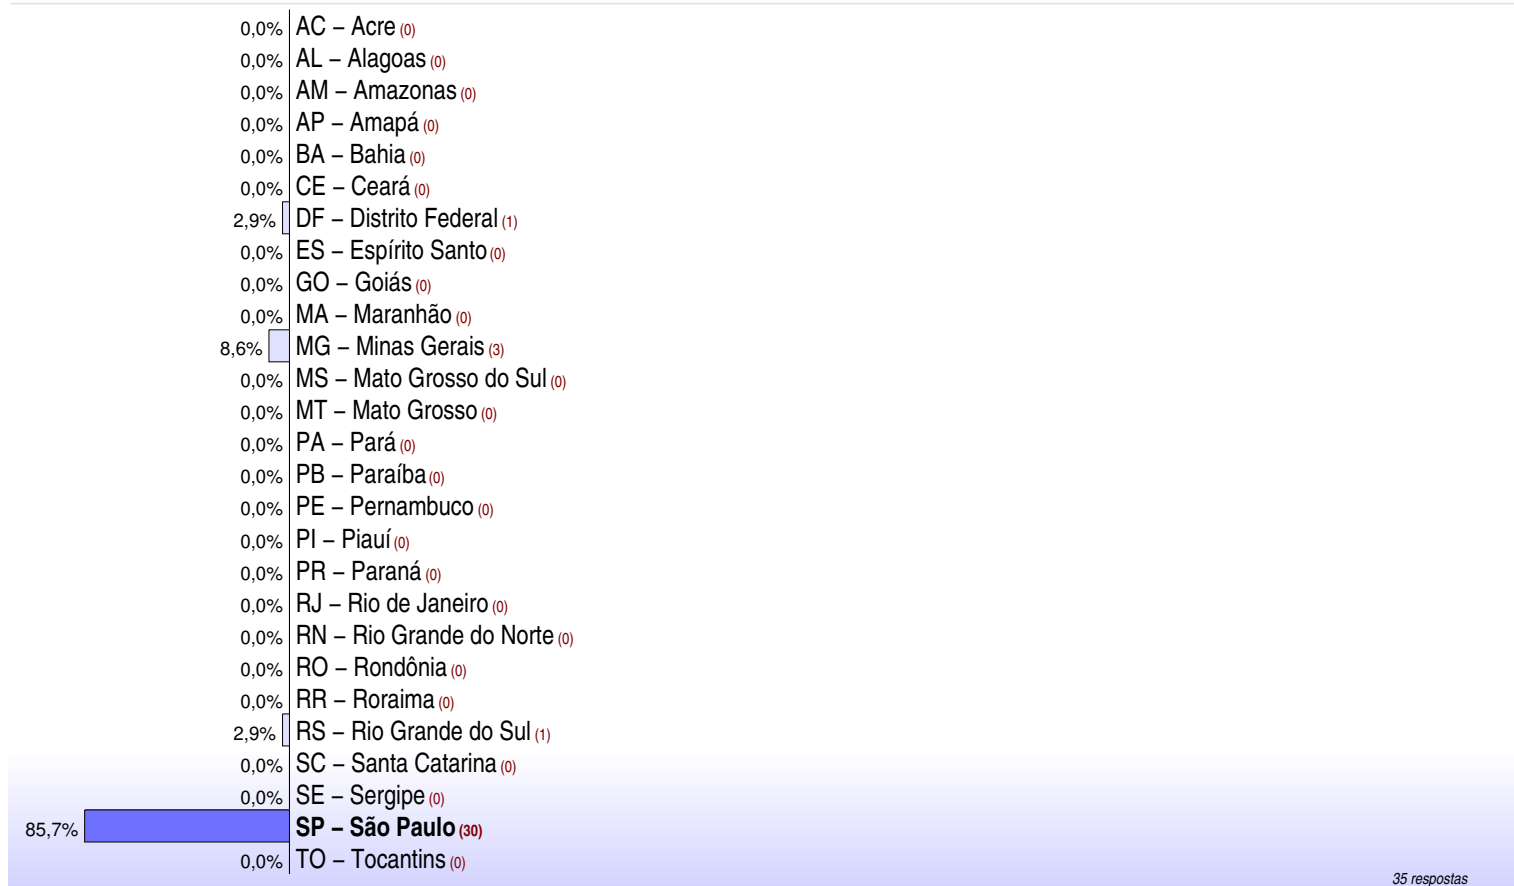 0,0% AC – Acre (0)
0,0% AL – Alagoas (0)
0,0% AM – Amazonas (0)
0,0% AP – Amapá (0)
0,0% BA – Bahia (0)
0,0% CE – Ceará (0)
2,9% DF – Distrito Federal (1)
0,0% ES – Espírito Santo (0)
0,0% GO – Goiás (0)
0,0% MA – Maranhão (0)
8,6% MG – Minas Gerais (3)
0,0% MS – Mato Grosso do Sul (0)
0,0% MT – Mato Grosso (0)
0,0% PA – Pará (0)
0,0% PB – Paraíba (0)
0,0% PE – Pernambuco (0)
0,0% PI – Piauí (0)
0,0% PR – Paraná (0)
0,0% RJ – Rio de Janeiro (0)
0,0% RN – Rio Grande do Norte (0)
0,0% RO – Rondônia (0)
0,0% RR – Roraima (0)
2,9% RS – Rio Grande do Sul (1)
0,0% SC – Santa Catarina (0)
0,0% SE – Sergipe (0)
85,7% SP – São Paulo (30)
0,0% TO – Tocantins (0)
35 respostas